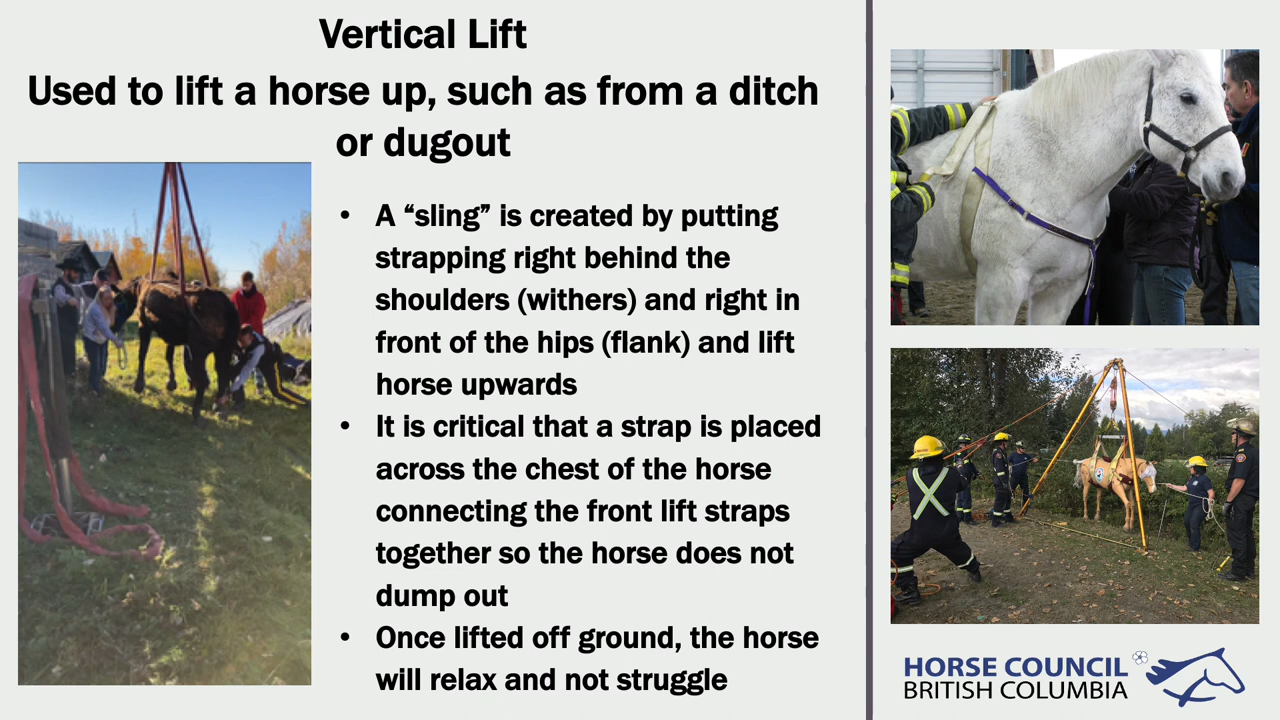 Vertical Lift
Used to lift a horse up, such as from a ditch
or dugout
• A “sling” is created by putting
strapping right behind the
shoulders (withers) and right in
front of the hips (flank) and lift
horse upwards
• It is critical that a strap is placed
across the chest of the horse
connecting the front lift straps
together so the horse does not
dump out
• Once lifted off ground, the horse
will relax and not struggle
HORSE COUNCIL
BRITISH COLUMBIA